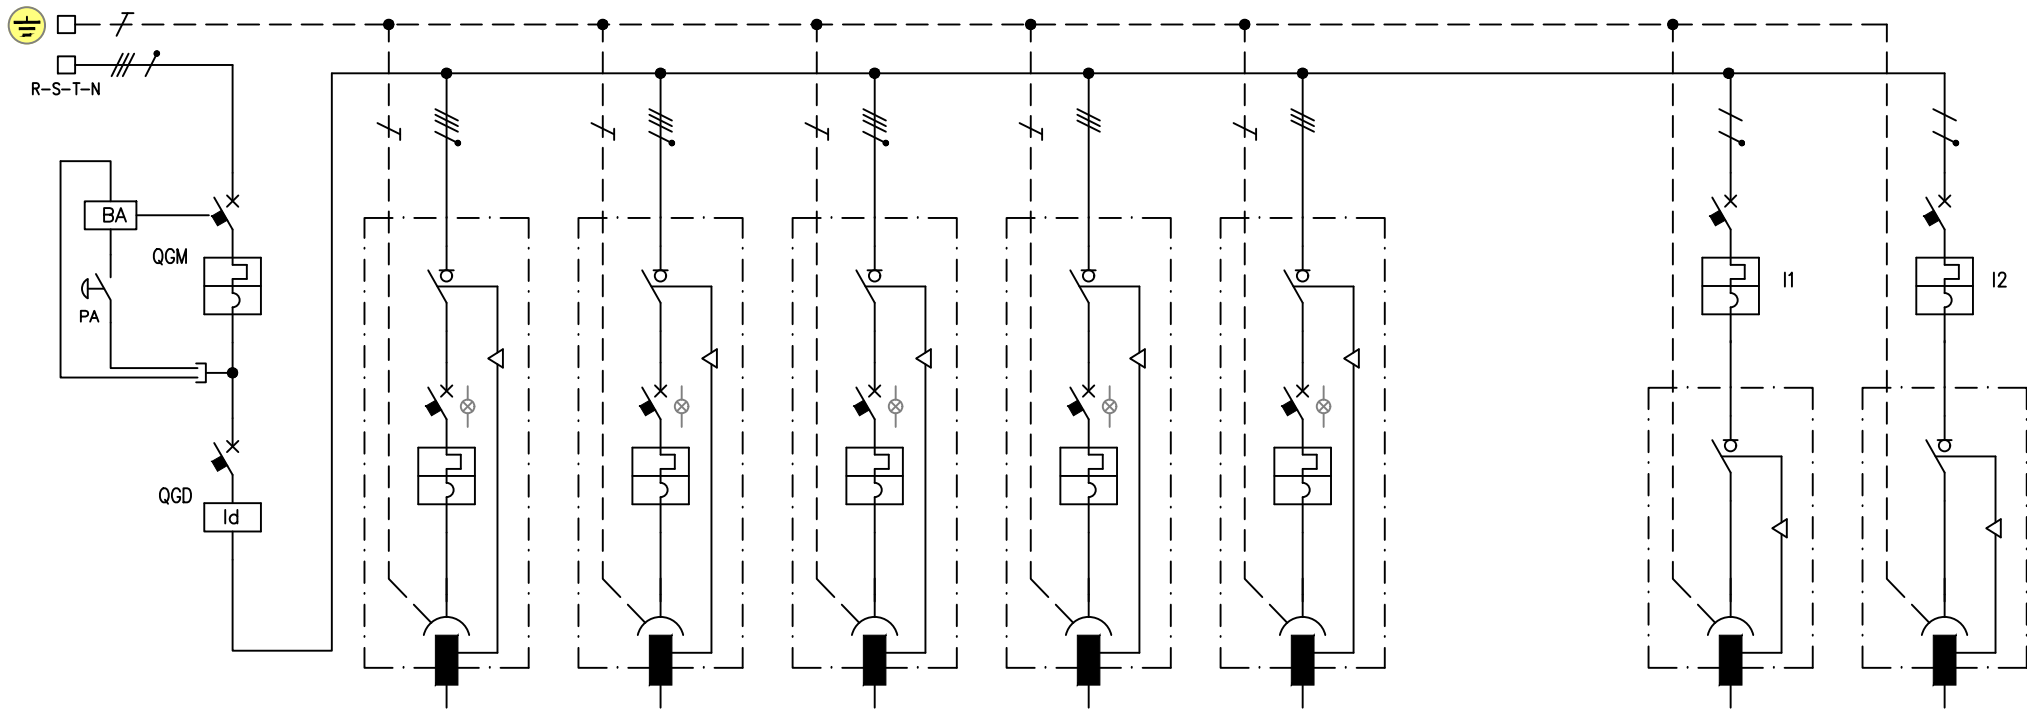 R-S-T-N
BA
QGM
I1
I2
PA
QGD
Id